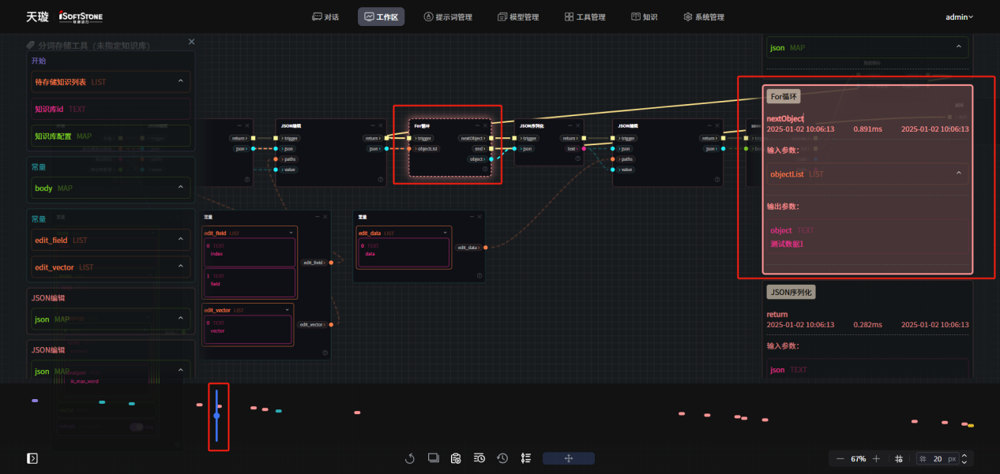 天璇 iSOFTSTONE
对话
工作区
提示词管理
模型管理
工具管理
知识
系统管理
admin
分词存储工具（未指定知识库）
开始
待存储知识列表 LIST
知识库id TEXT
知识库配置 MAP
常量
body MAP
常量
edit_field LIST
edit_vector LIST
JSON编辑
json MAP
JSON编辑
json MAP
ik_max_word
return
json
JSON编辑
trigger
json
paths
value
return
json
For循环
trigger
objectList
nextObject
end
object
JSON序列化
trigger
json
return
text
JSON编辑
trigger
json
paths
value
return
json
常量
edit_field LIST
0 TEXT
index
1 TEXT
field
edit_field
edit_vector LIST
0 TEXT
vector
edit_vector
常量
edit_data LIST
0 TEXT
data
edit_data
json MAP
For循环
nextObject
2025-01-02 10:06:13 0.891ms 2025-01-02 10:06:13
输入参数:
objectList LIST
输出参数:
object TEXT
测试数据1
JSON序列化
return
2025-01-02 10:06:13 0.282ms 2025-01-02 10:06:13
输入参数:
json TEXT
67%
20 px